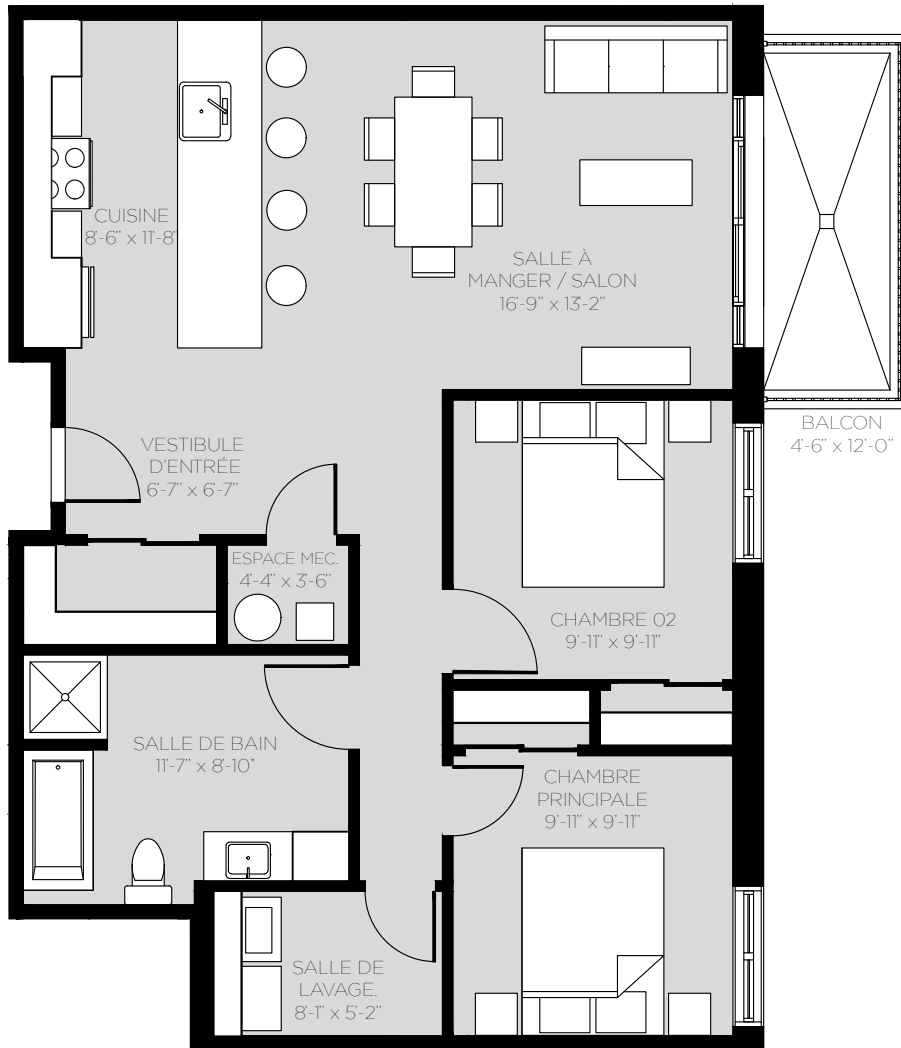 CUISINE
8'-6" x 11'-8"
SALLE À
MANGER / SALON
16'-9" x 13'-2"
BALCON
4'-6" x 12'-0"
VESTIBULE
D'ENTRÉE
6'-7" x 6'-7"
ESPACE MEC.
4'-4" x 3'-6"
CHAMBRE 02
9'-11" x 9'-11"
SALLE DE BAIN
11'-7" x 8'-10"
CHAMBRE
PRINCIPALE
9'-11" x 9'-11"
SALLE DE
LAVAGE.
8'-1" x 5'-2"